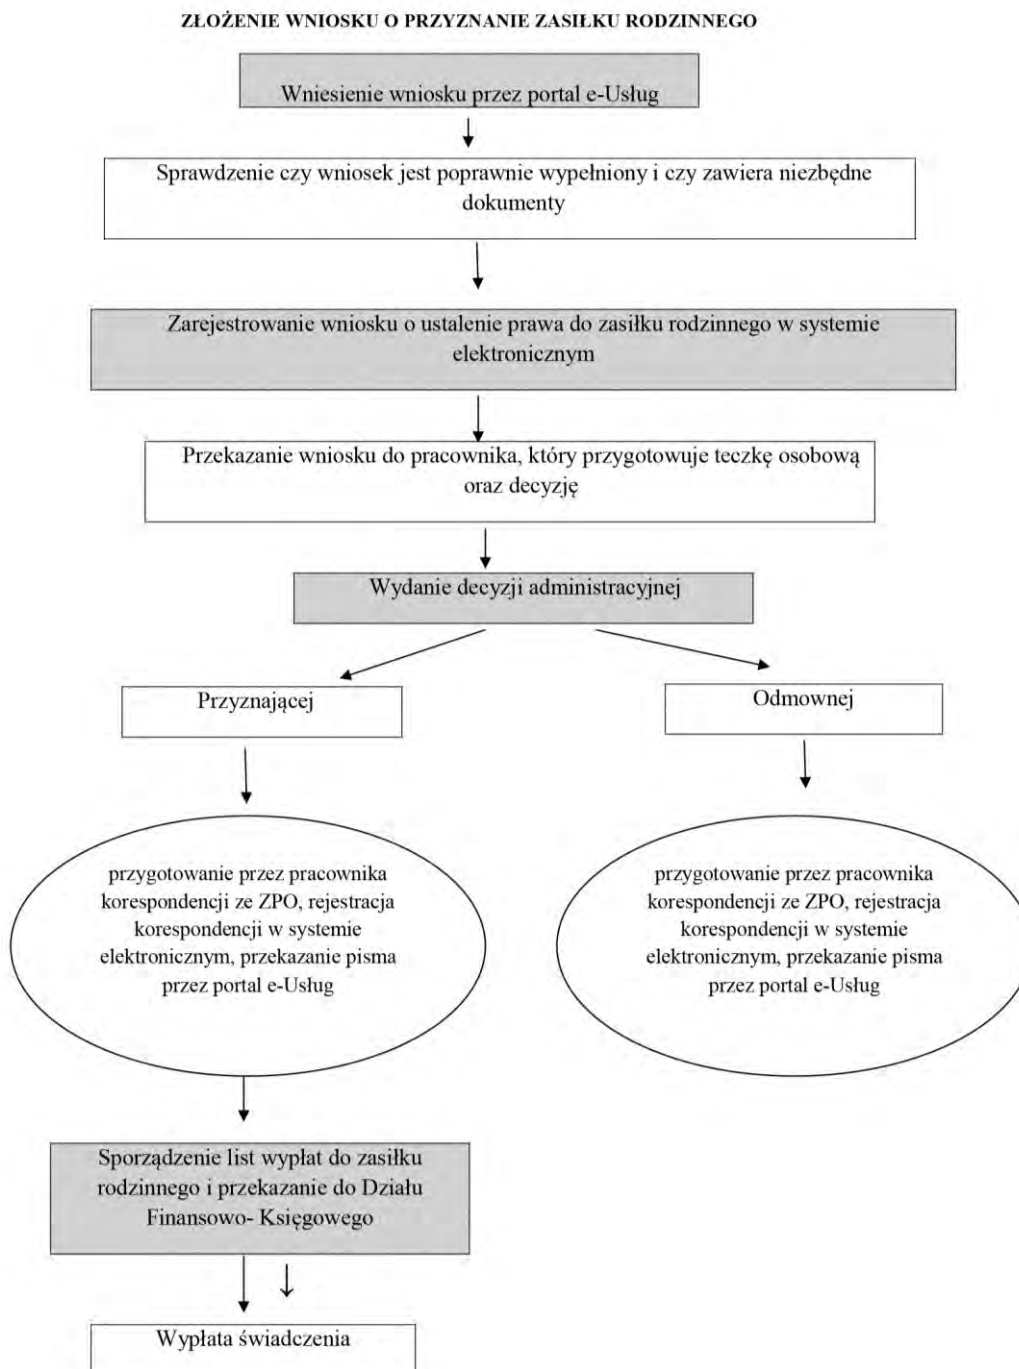 ZŁOŻENIE WNIOSKU O PRZYZNANIE ZASIŁKU RODZINNEGO
Wniesienie wniosku przez portal e-Usług
Sprawdzenie czy wniosek jest poprawnie wypełniony i czy zawiera niezbędne
dokumenty
Zarejestrowanie wniosku o ustalenie prawa do zasiłku rodzinnego w systemie
elektronicznym
Przekazanie wniosku do pracownika, który przygotowuje teczkę osobową
oraz decyzję
Wydanie decyzji administracyjnej
Przyznającej
Odmownej
przygotowanie przez pracownika
korespondencji ze ZPO, rejestracja
korespondencji w systemie
elektronicznym, przekazanie pisma
przez portal e-Usług
przygotowanie przez pracownika
korespondencji ze ZPO, rejestracja
korespondencji w systemie
elektronicznym, przekazanie pisma
przez portal e-Usług
Sporządzenie list wypłat do zasiłku
rodzinnego i przekazanie do Działu
Finansowo- Księgowego
Wypłata świadczenia